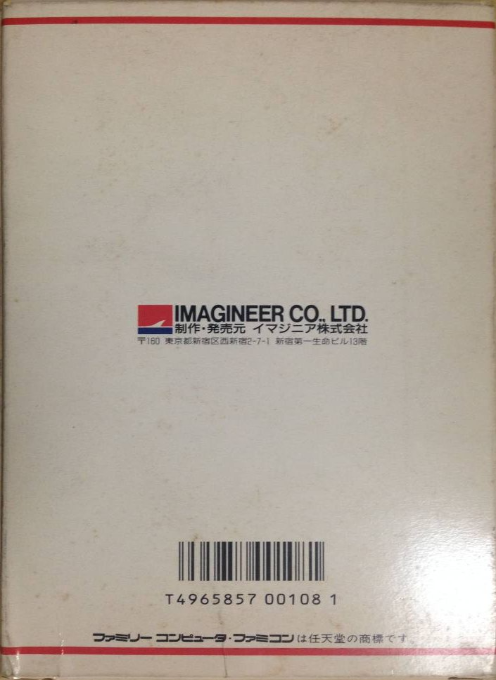 IMAGINEER CO., LTD.
制作・発売元 イマジニア株式会社
〒160 東京都新宿区西新宿2-7-1 新宿第一生命ビル13階
T4965857 00108 1
ファミリー コンピュータ・ファミコンは任天堂の商標です。